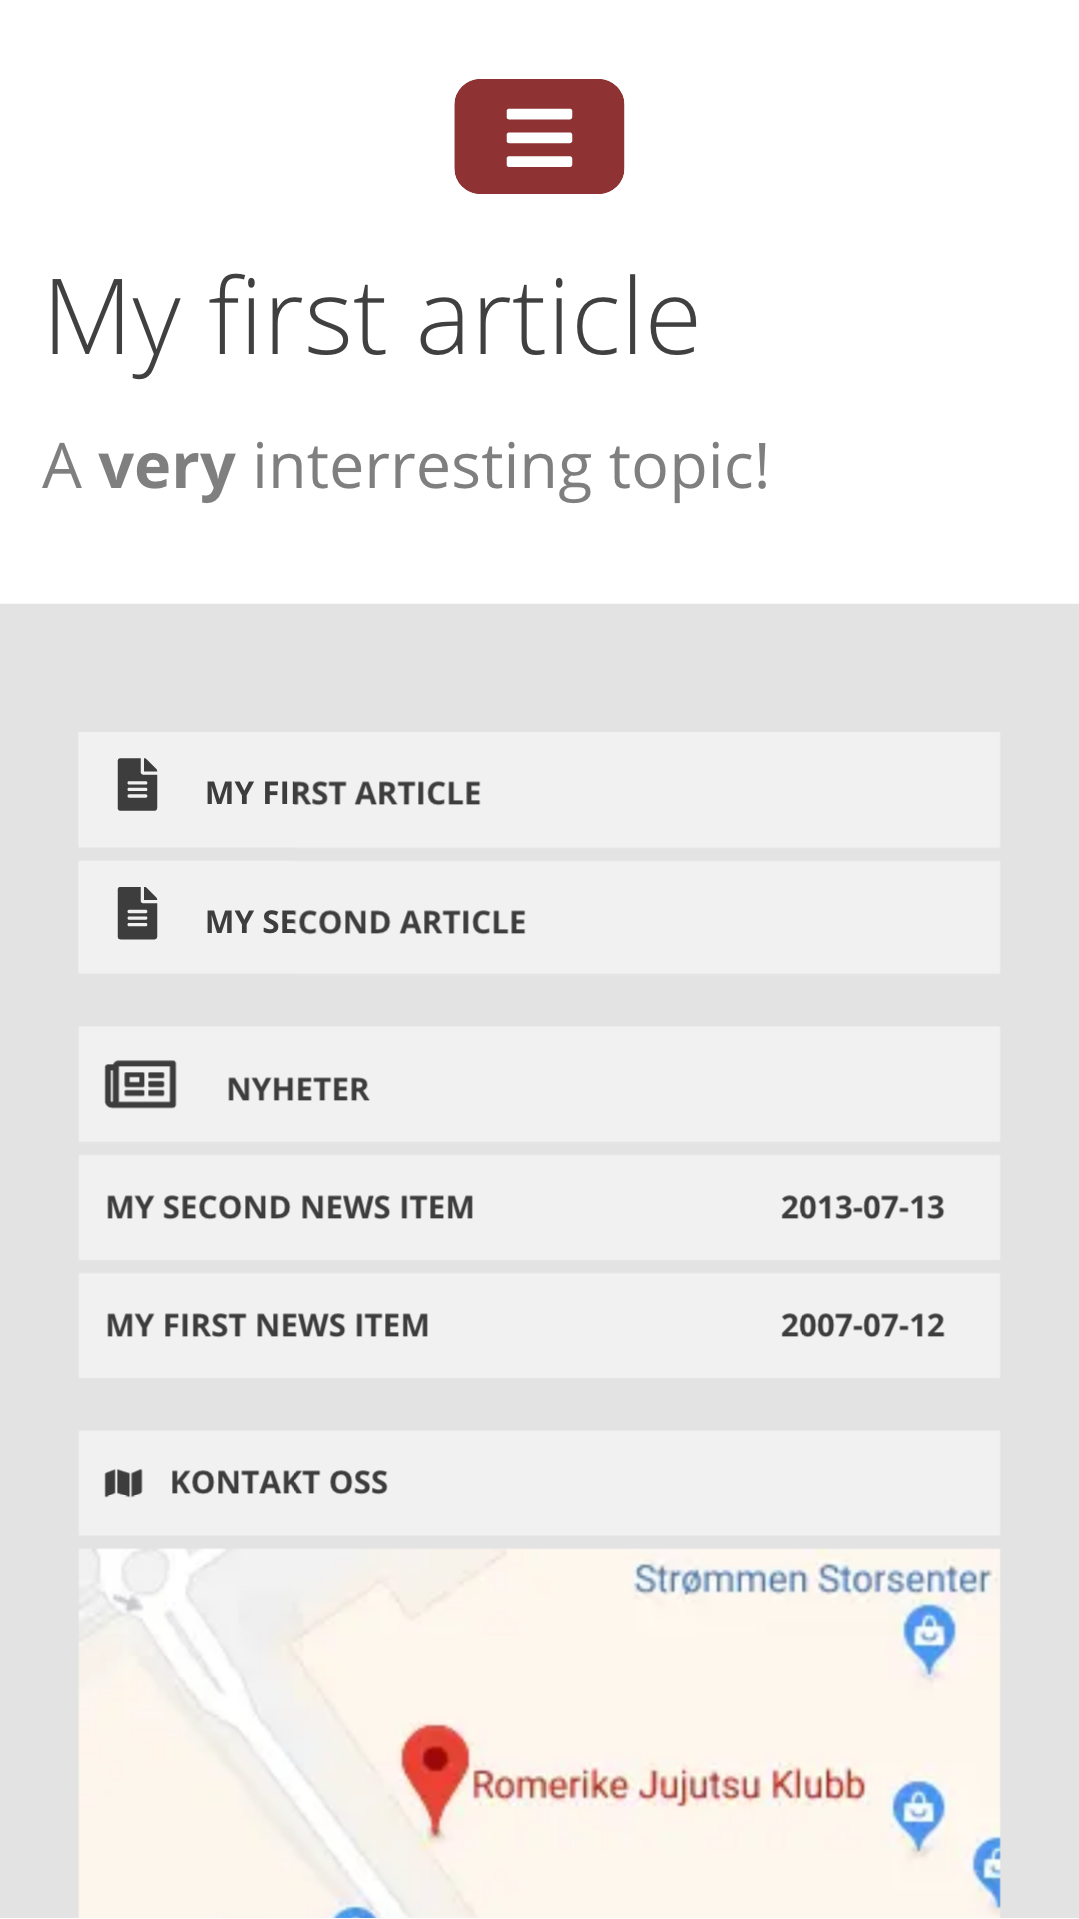 My first article
A very interresting topic!
MY FIRST ARTICLE
MY SECOND ARTICLE
NYHETER
MY SECOND NEWS ITEM 2013-07-13
MY FIRST NEWS ITEM 2007-07-12
KONTAKT OSS
Strømmen Storsenter
Romerike Jujutsu Klubb